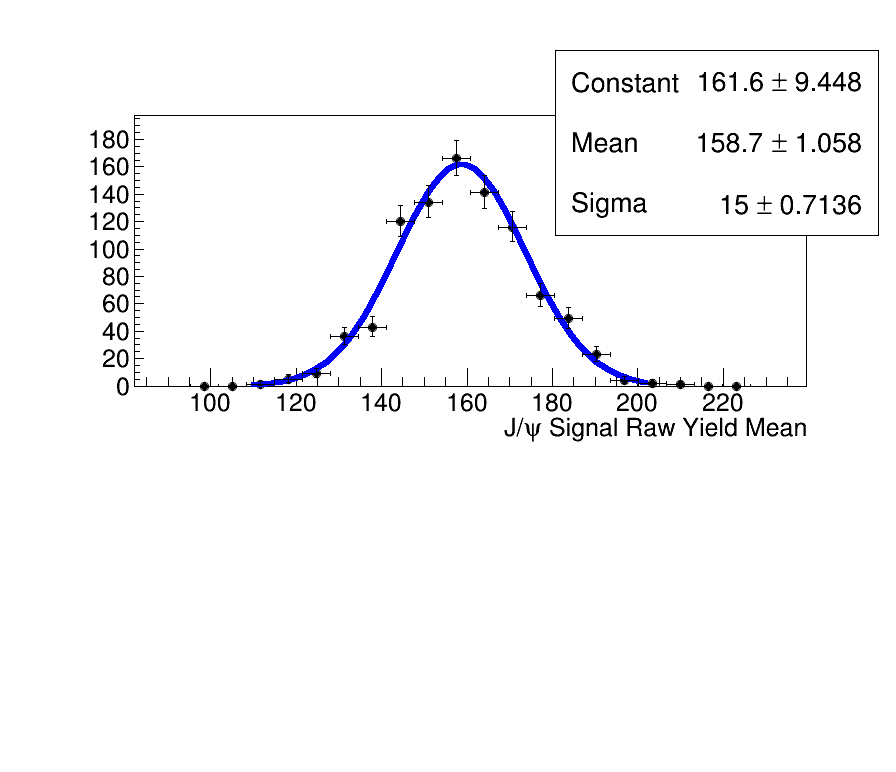 Constant 161.6 ± 9.448
Mean 158.7 ± 1.058
Sigma 15 ± 0.7136
180
160
140
120
100
80
60
40
20
0
100 120 140 160 180 200 220
J/ψ Signal Raw Yield Mean